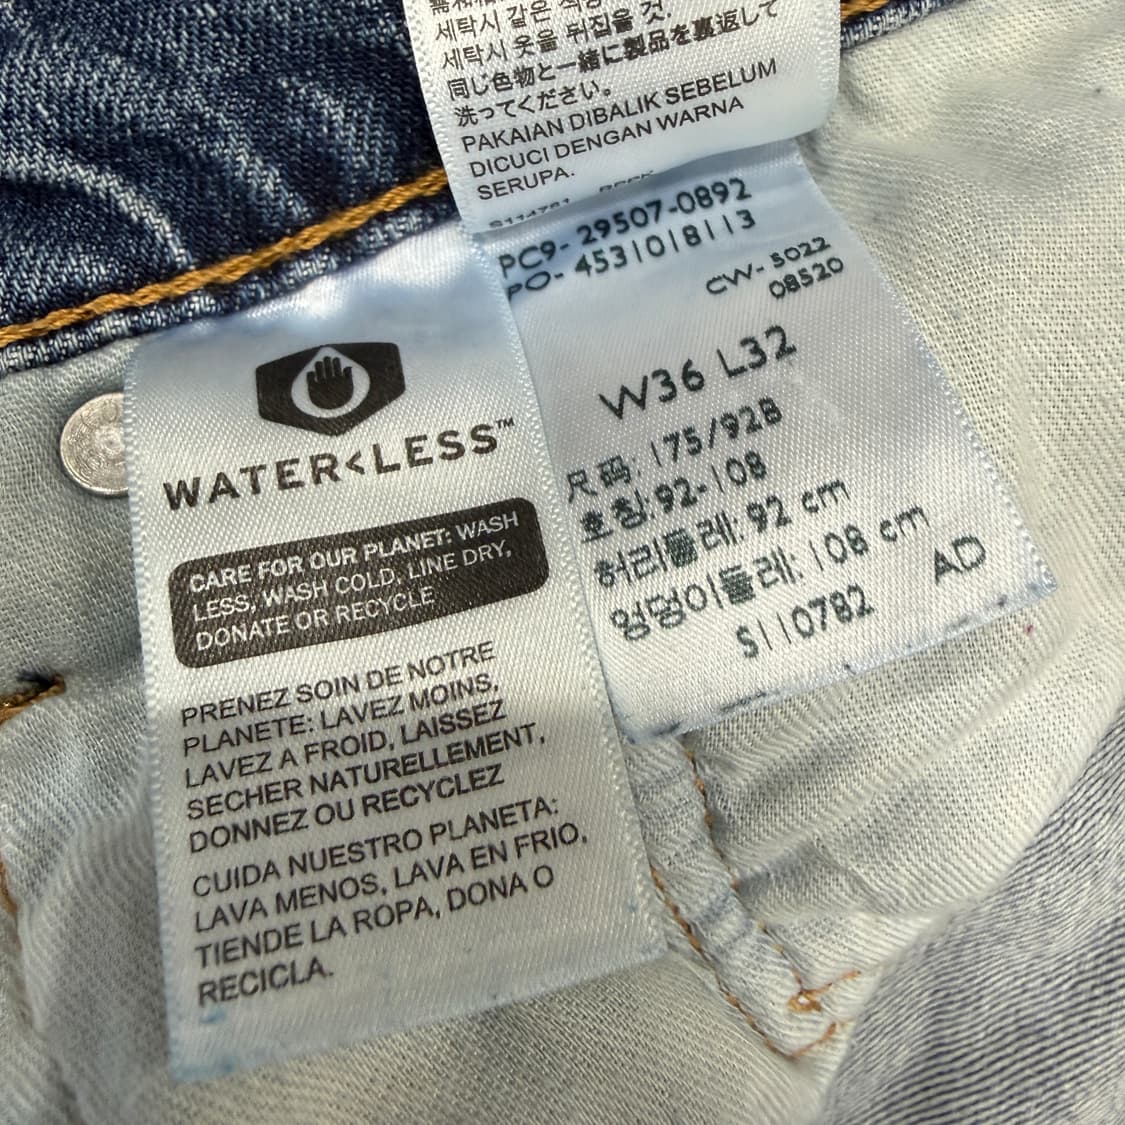 세탁시 같은
세탁시 옷을 뒤집을 것.
同じ色物と一緒に製品を裏返して
洗ってください。
PAKAIAN DIBALIK SEBELUM
DICUCI DENGAN WARNA
SERUPA.
PC9- 29507-0892
PO- 4531018113
CW- 5022
08520
W36 L32
尺码: 175/92B
호칭: 92-108
허리둘레: 92 cm
엉덩이둘레: 108 cm
AD
S110782
WATER<LESS™
CARE FOR OUR PLANET: WASH
LESS, WASH COLD, LINE DRY,
DONATE OR RECYCLE
PRENEZ SOIN DE NOTRE
PLANETE: LAVEZ MOINS,
LAVEZ A FROID, LAISSEZ
SECHER NATURELLEMENT,
DONNEZ OU RECYCLEZ
CUIDA NUESTRO PLANETA:
LAVA MENOS, LAVA EN FRIO,
TIENDE LA ROPA, DONA O
RECICLA.